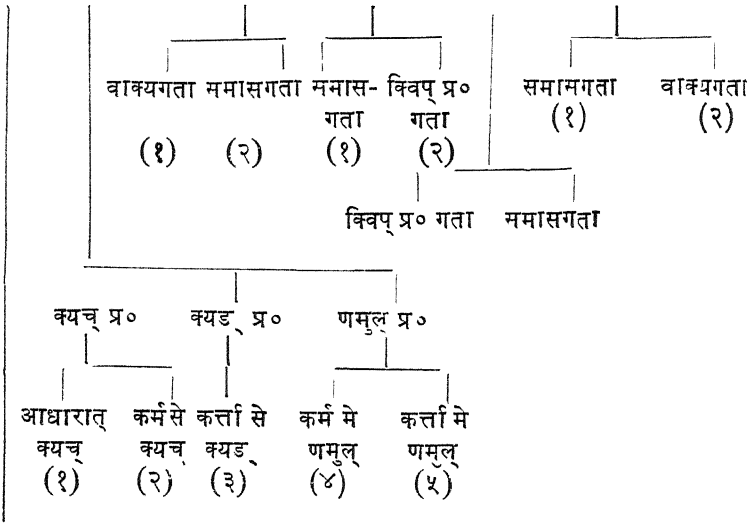 वाक्यगता समासगता समास- क्विप् प्र० समासगता वाक्यगता
गता गता (१) (२)
(१) (२) (१) (२)
क्विप् प्र० गता समासगता
क्यच् प्र० क्यङ् प्र० णमुल् प्र०
आधारात् कर्म से कर्त्ता से कर्म मे कर्त्ता मे
क्यच् क्यच् क्यङ् णमुल् णमुल्
(१) (२) (३) (४) (५)